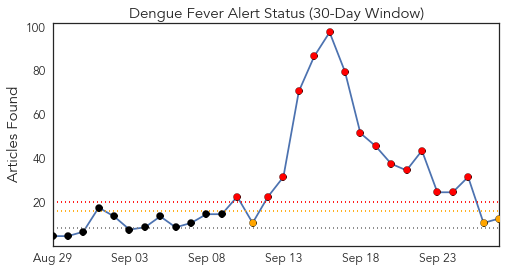 Dengue Fever Alert Status (30-Day Window)
Articles Found
100
80
60
40
20
Aug 29 Sep 03 Sep 08 Sep 13 Sep 18 Sep 23